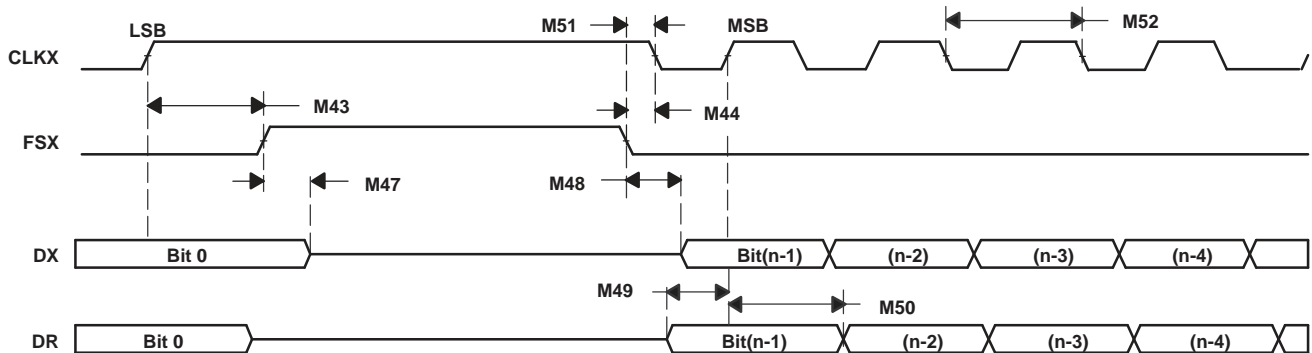 LSB M51 MSB M52
CLKX
M43 M44
FSX
M47 M48
DX Bit 0 Bit(n-1) (n-2) (n-3) (n-4)
M49 M50
DR Bit 0 Bit(n-1) (n-2) (n-3) (n-4)